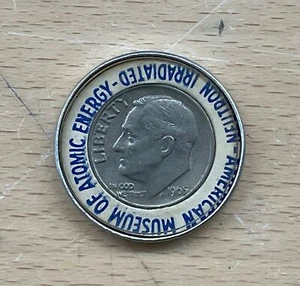 AMERICAN MUSEUM OF ATOMIC ENERGY-
NEUTRON IRRADIATED-
LIBERTY
IN GOD
WE TRUST
1965